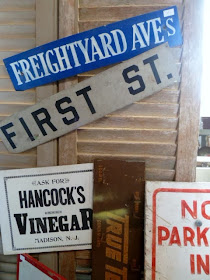 FREIGHTYARD AVE S
FIRST ST.
ASK FOR
HANCOCK'S
VINEGAR
MADISON, N.J.
NO
PARK
IN